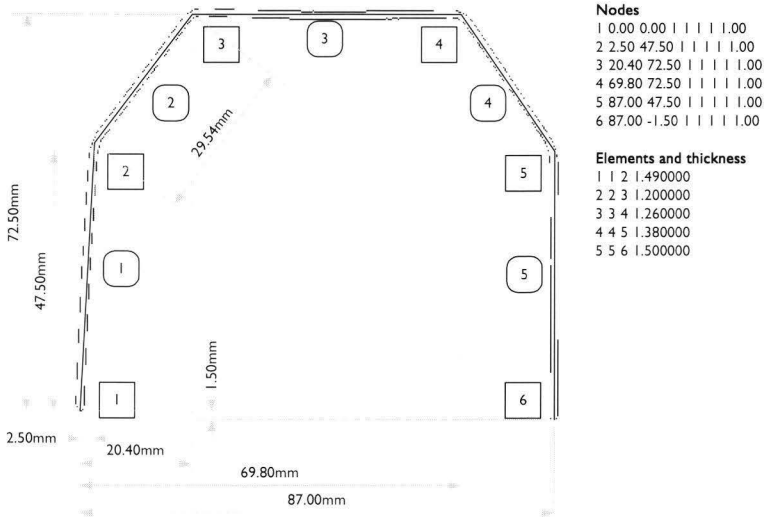 3
3
4
2
4
29.54mm
2
5
72.50mm
47.50mm
1
5
1.50mm
1
6
2.50mm
20.40mm
69.80mm
87.00mm
Nodes
1 0.00 0.00 1 1 1 1 1.00
2 2.50 47.50 1 1 1 1 1.00
3 20.40 72.50 1 1 1 1 1.00
4 69.80 72.50 1 1 1 1 1.00
5 87.00 47.50 1 1 1 1 1.00
6 87.00 -1.50 1 1 1 1 1.00
Elements and thickness
1 1 2 1.490000
2 2 3 1.200000
3 3 4 1.260000
4 4 5 1.380000
5 5 6 1.500000